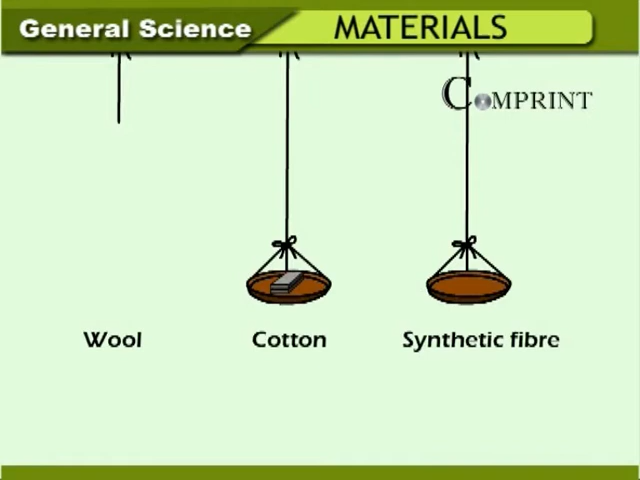 General Science
MATERIALS
COMPRINT
Wool
Cotton
Synthetic fibre